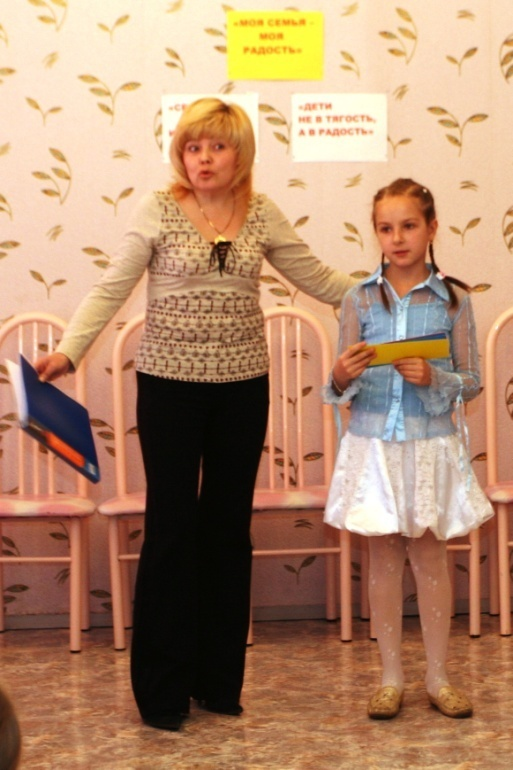 «МОЯ СЕМЬЯ -
МОЯ
РАДОСТЬ»
«ДЕТИ
НЕ В ТЯГОСТЬ,
А В РАДОСТЬ»